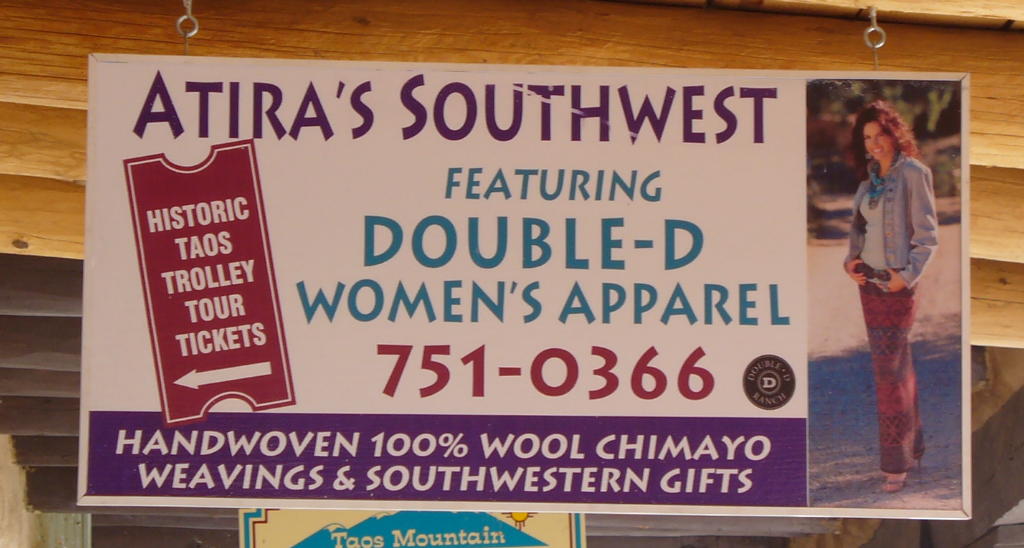 ATIRA'S SOUTHWEST
HISTORIC
TAOS
TROLLEY
TOUR
TICKETS
FEATURING
DOUBLE-D
WOMEN'S APPAREL
751-0366
DOUBLE-D
D
RANCH
HANDWOVEN 100% WOOL CHIMAYO
WEAVINGS & SOUTHWESTERN GIFTS
Taos Mountain